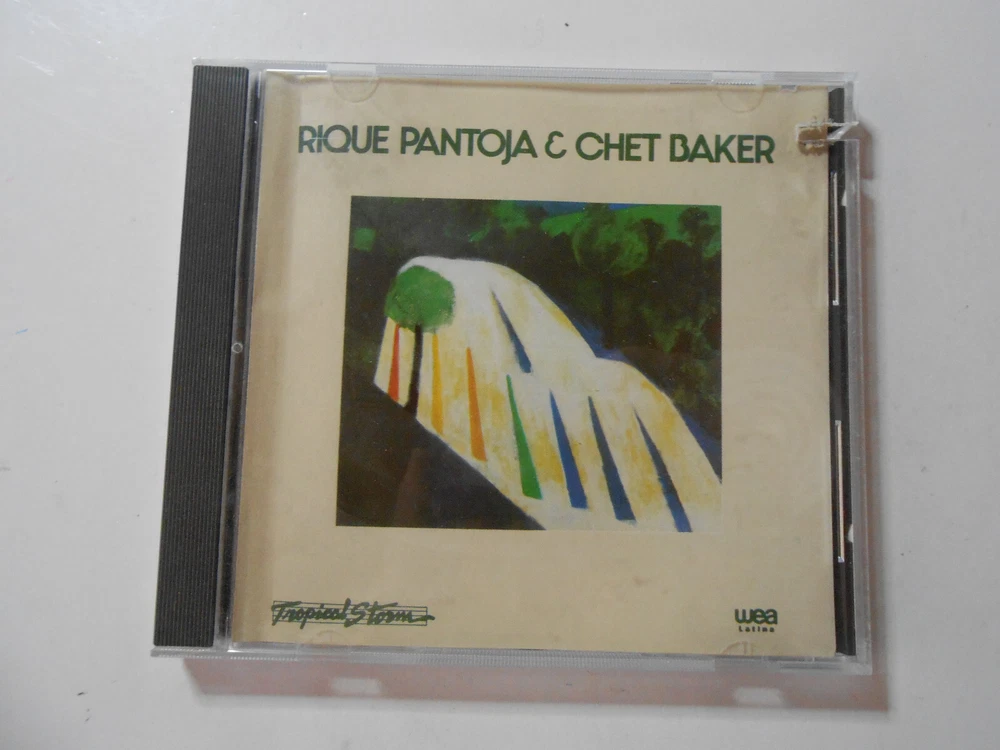 RIQUE PANTOJA & CHET BAKER
Tropical Storm
wea
Latina